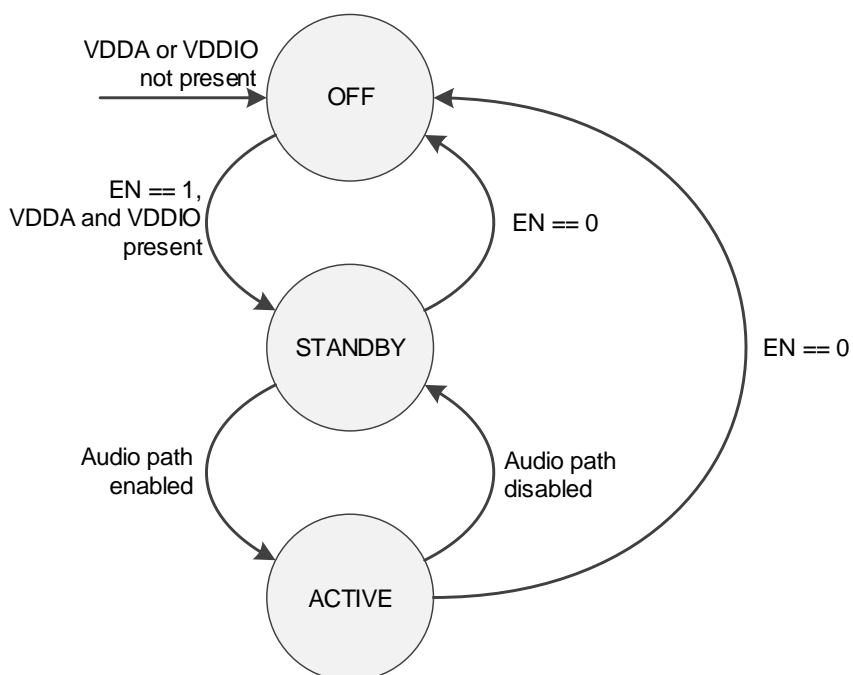 VDDA or VDDIO
not present
OFF
EN == 1,
VDDA and VDDIO
present
EN == 0
STANDBY
EN == 0
Audio path
enabled
Audio path
disabled
ACTIVE